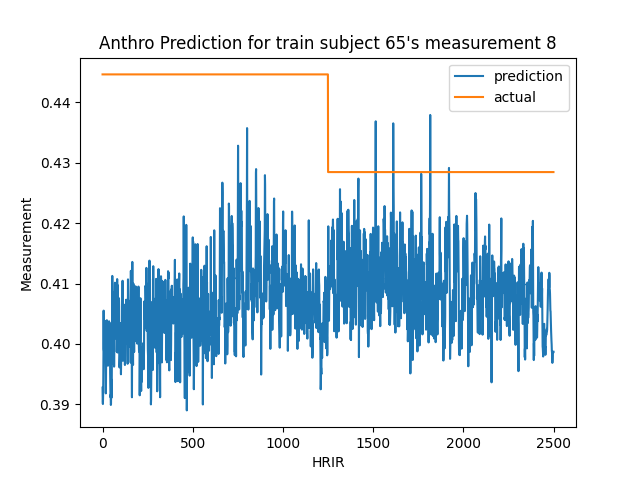 Anthro Prediction for train subject 65's measurement 8
prediction
actual
0.44
0.43
0.42
0.41
0.40
0.39
Measurement
0
500
1000
1500
2000
2500
HRIR